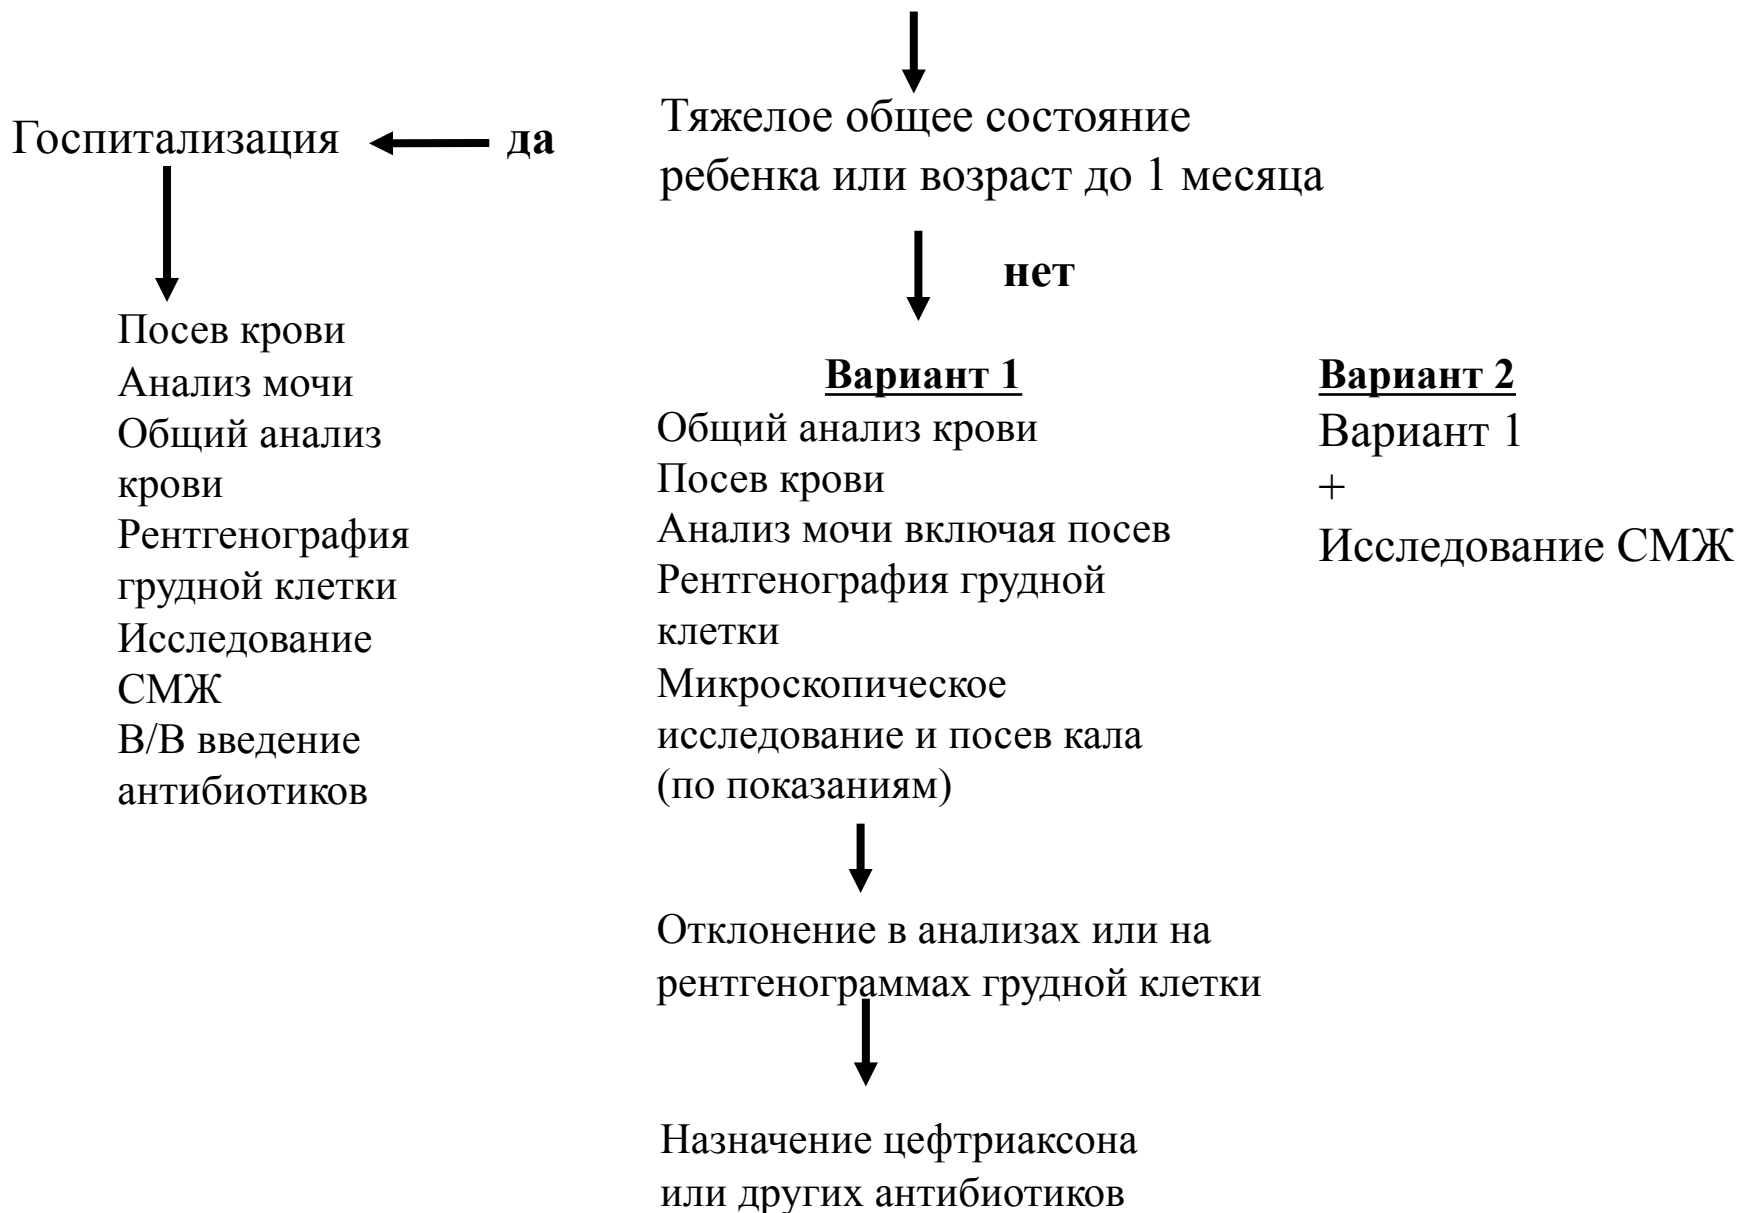 Тяжелое общее состояние
ребенка или возраст до 1 месяца
да
Госпитализация
Посев крови
Анализ мочи
Общий анализ
крови
Рентгенография
грудной клетки
Исследование
СМЖ
В/В введение
антибиотиков
нет
Вариант 1
Общий анализ крови
Посев крови
Анализ мочи включая посев
Рентгенография грудной
клетки
Микроскопическое
исследование и посев кала
(по показаниям)
Вариант 2
Вариант 1
+
Исследование СМЖ
Отклонение в анализах или на
рентгенограммах грудной клетки
Назначение цефтриаксона
или других антибиотиков